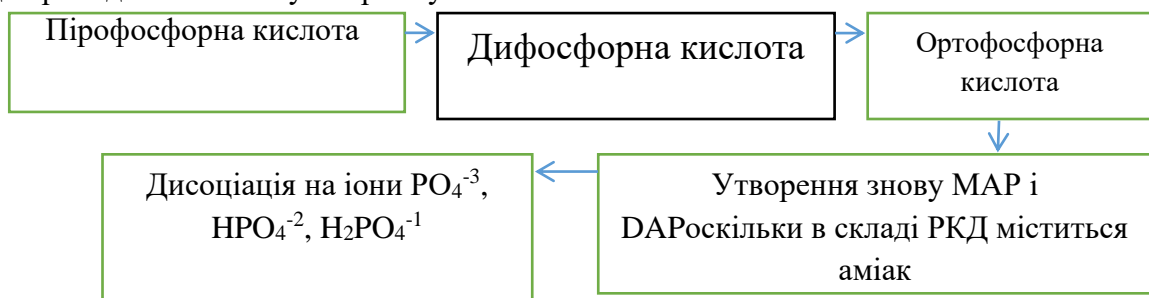 Пірофосфорна кислота
Дифосфорна кислота
Ортофосфорна
кислота
Дисоціація на іони PO₄⁻³,
HPO₄⁻², H₂PO₄⁻¹
Утворення знову МАР і
DAPоскільки в складі РКД міститься
аміак